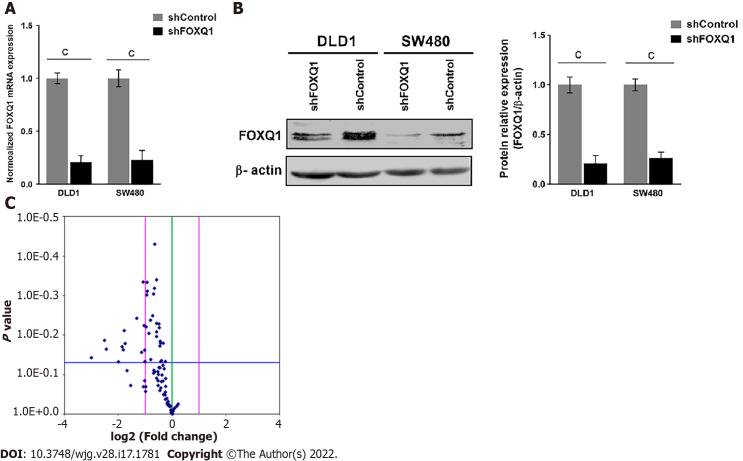 A
shControl
shFOXQ1
Normoalized FOXQ1 mRNA expression
1.5
1.0
0.5
0.0
C
C
DLD1
SW480
B
DLD1
SW480
shFOXQ1
shControl
shFOXQ1
shControl
FOXQ1
β- actin
shControl
shFOXQ1
Protein relative expression
(FOXQ1/β-actin)
1.5
1.0
0.5
0.0
C
C
DLD1
SW480
C
P value
1.0E-0.5
1.0E-0.4
1.0E-0.3
1.0E-0.2
1.0E-0.1
1.0E+0.0
-4
-2
0
2
4
log2 (Fold change)
DOI: 10.3748/wjg.v28.i17.1781 Copyright ©The Author(s) 2022.